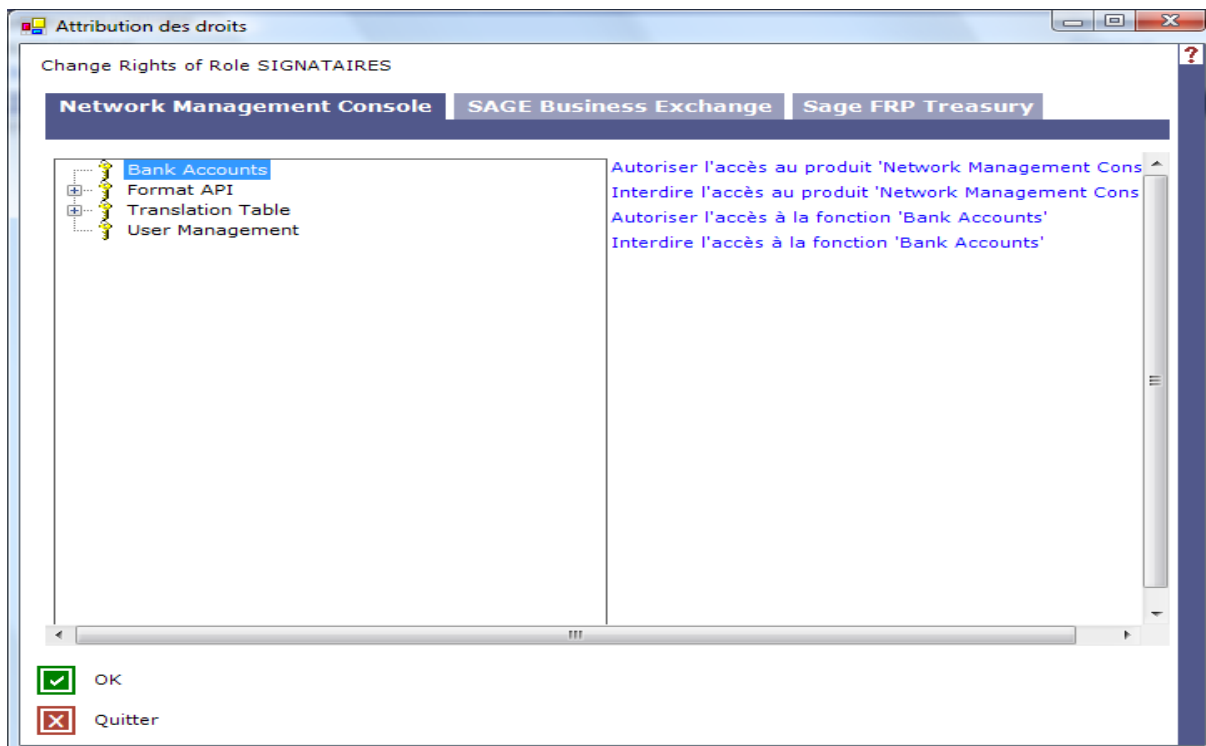 Attribution des droits
?
Change Rights of Role SIGNATAIRES
Network Management Console SAGE Business Exchange Sage FRP Treasury
Bank Accounts
Format API
Translation Table
User Management
Autoriser l'accès au produit 'Network Management Cons
Interdire l'accès au produit 'Network Management Cons
Autoriser l'accès à la fonction 'Bank Accounts'
Interdire l'accès à la fonction 'Bank Accounts'
OK
Quitter